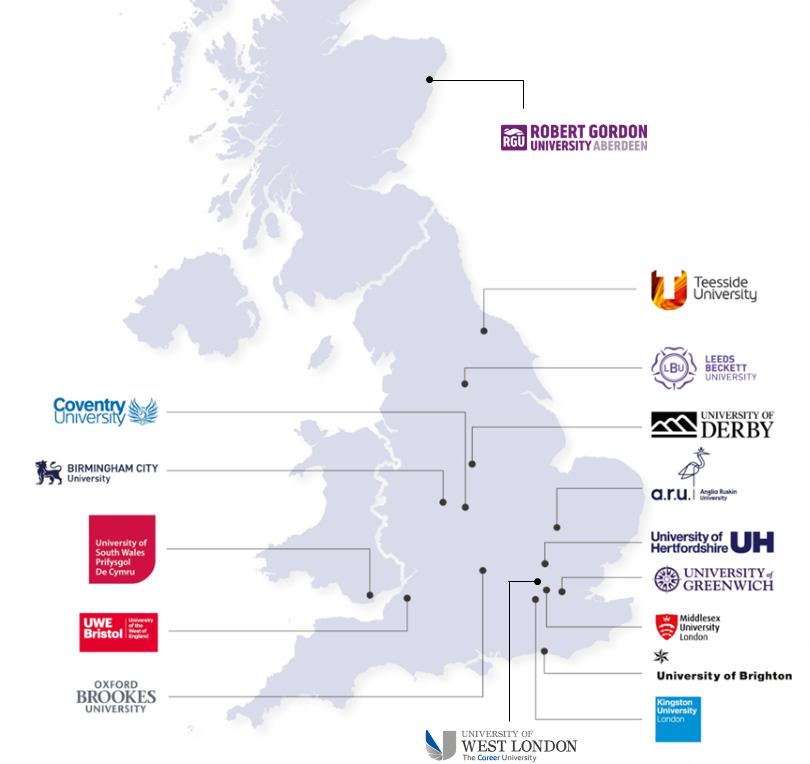 RGU
ROBERT GORDON
UNIVERSITY ABERDEEN
Teesside
University
LBU
LEEDS
BECKETT
UNIVERSITY
Coventry
University
UNIVERSITY OF
DERBY
BIRMINGHAM CITY
University
a.r.u.
Anglia Ruskin
University
University of
South Wales
Prifysgol
De Cymru
University of
Hertfordshire
UH
UNIVERSITY of
GREENWICH
UWE
Bristol
University
of the
West of
England
Middlesex
University
London
University of Brighton
OXFORD
BROOKES
UNIVERSITY
Kingston
University
London
UNIVERSITY OF
WEST LONDON
The Career University